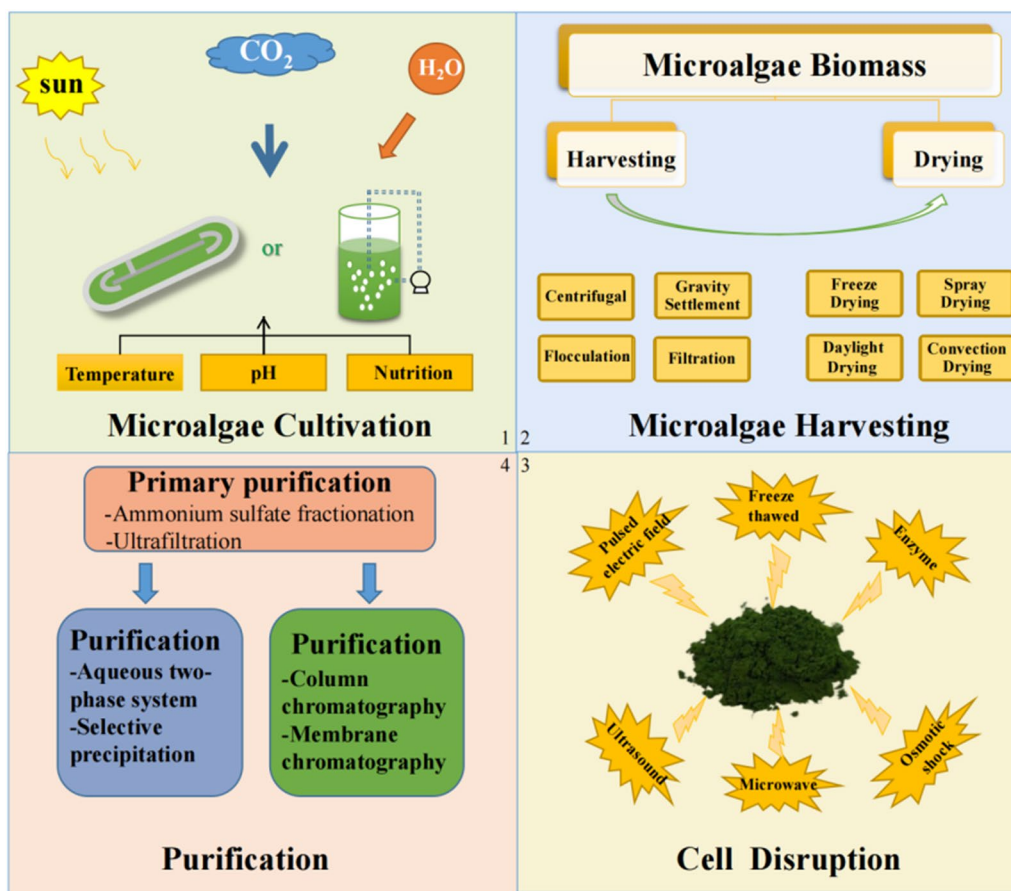 sun
CO₂
H₂O
or
Temperature
pH
Nutrition
Microalgae Cultivation
1
2
Microalgae Biomass
Harvesting
Drying
Centrifugal
Gravity
Settlement
Freeze
Drying
Spray
Drying
Flocculation
Filtration
Daylight
Drying
Convection
Drying
Microalgae Harvesting
4
3
Primary purification
-Ammonium sulfate fractionation
-Ultrafiltration
Purification
-Aqueous two-
phase system
-Selective
precipitation
Purification
-Column
chromatography
-Membrane
chromatography
Purification
Pulsed
electric field
Freeze
thawed
Enzyme
Ultrasound
Microwave
Osmotic
shock
Cell Disruption